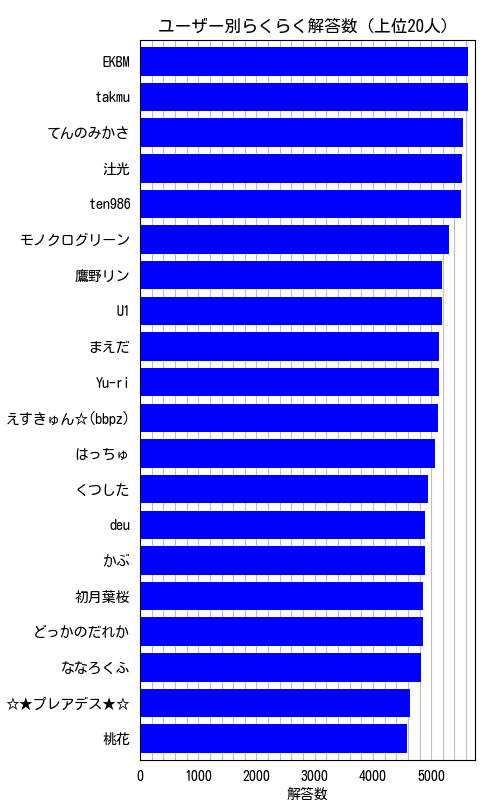 ユーザー別らくらく解答数（上位20人）
EKBM
takmu
てんのみかさ
汢光
ten986
モノクログリーン
鷹野リン
U1
まえだ
Yu-ri
えすきゅん☆(bbpz)
はっちゅ
くつした
deu
かぶ
初月葉桜
どっかのだれか
ななろくふ
☆★プレアデス★☆
桃花
0 1000 2000 3000 4000 5000
解答数